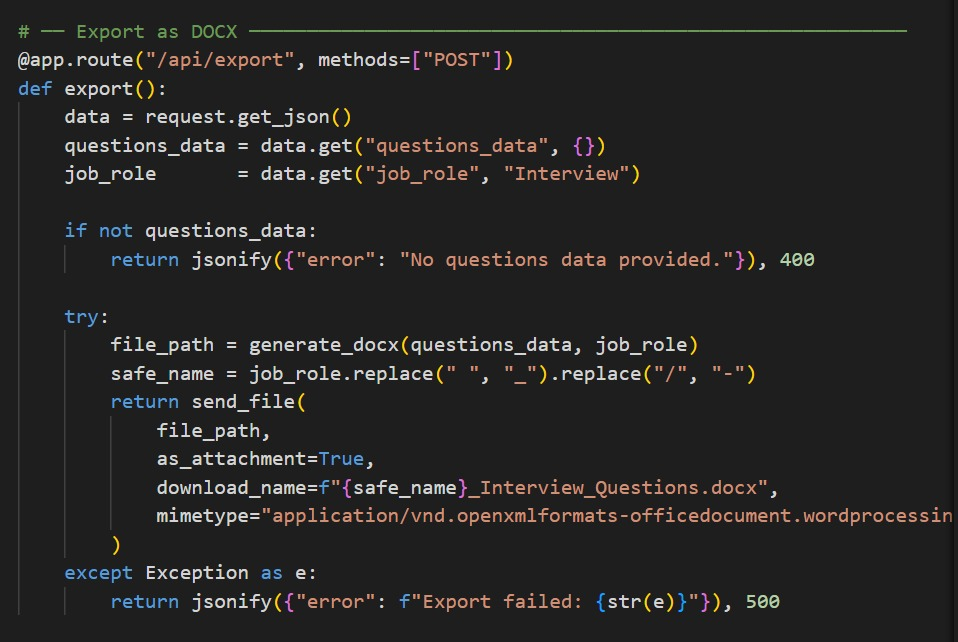 # ── Export as DOCX ─────────────────────────────────────────────────────────
@app.route("/api/export", methods=["POST"])
def export():
    data = request.get_json()
    questions_data = data.get("questions_data", {})
    job_role       = data.get("job_role", "Interview")

    if not questions_data:
        return jsonify({"error": "No questions data provided."}), 400

    try:
        file_path = generate_docx(questions_data, job_role)
        safe_name = job_role.replace(" ", "_").replace("/", "-")
        return send_file(
            file_path,
            as_attachment=True,
            download_name=f"{safe_name}_Interview_Questions.docx",
            mimetype="application/vnd.openxmlformats-officedocument.wordprocessin
        )
    except Exception as e:
        return jsonify({"error": f"Export failed: {str(e)}"}), 500